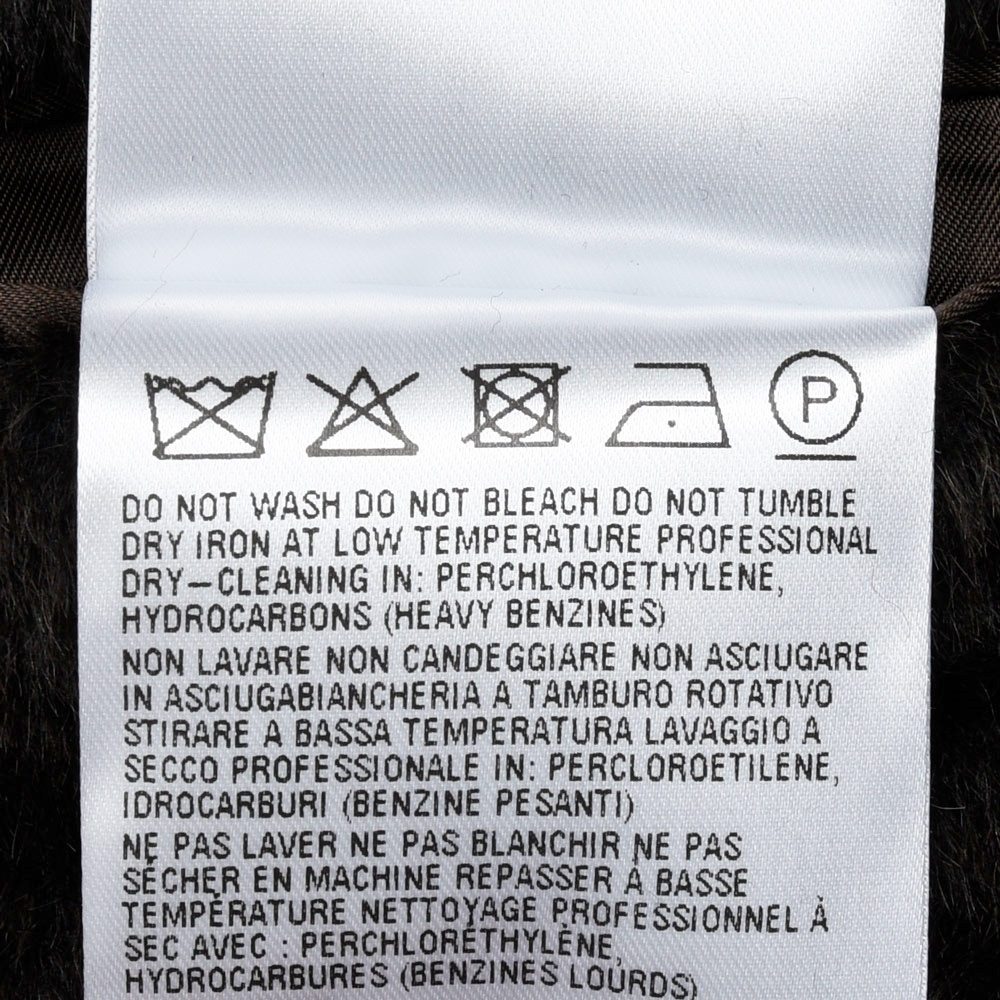 P
DO NOT WASH DO NOT BLEACH DO NOT TUMBLE
DRY IRON AT LOW TEMPERATURE PROFESSIONAL
DRY–CLEANING IN: PERCHLOROETHYLENE,
HYDROCARBONS (HEAVY BENZINES)
NON LAVARE NON CANDEGGIARE NON ASCIUGARE
IN ASCIUGABIANCHERIA A TAMBURO ROTATIVO
STIRARE A BASSA TEMPERATURA LAVAGGIO A
SECCO PROFESSIONALE IN: PERCLOROETILENE,
IDROCARBURI (BENZINE PESANTI)
NE PAS LAVER NE PAS BLANCHIR NE PAS
SÉCHER EN MACHINE REPASSER À BASSE
TEMPÉRATURE NETTOYAGE PROFESSIONNEL À
SEC AVEC : PERCHLORÉTHYLÈNE,
HYDROCARBURES (BENZINES LOURDS)